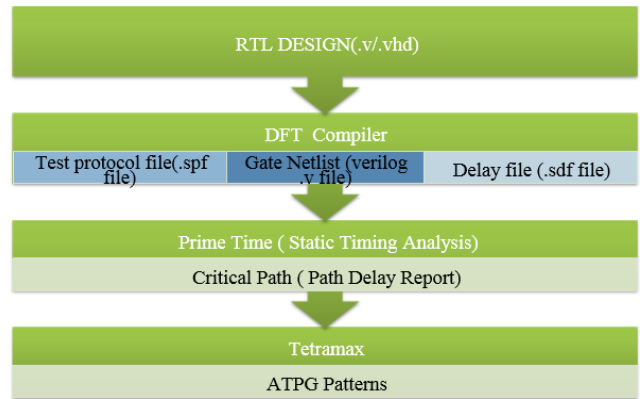 RTL DESIGN(.v/.vhd)
DFT Compiler
Test protocol file(.spf
file)
Gate Netlist (verilog
.v file)
Delay file (.sdf file)
Prime Time ( Static Timing Analysis)
Critical Path ( Path Delay Report)
Tetramax
ATPG Patterns